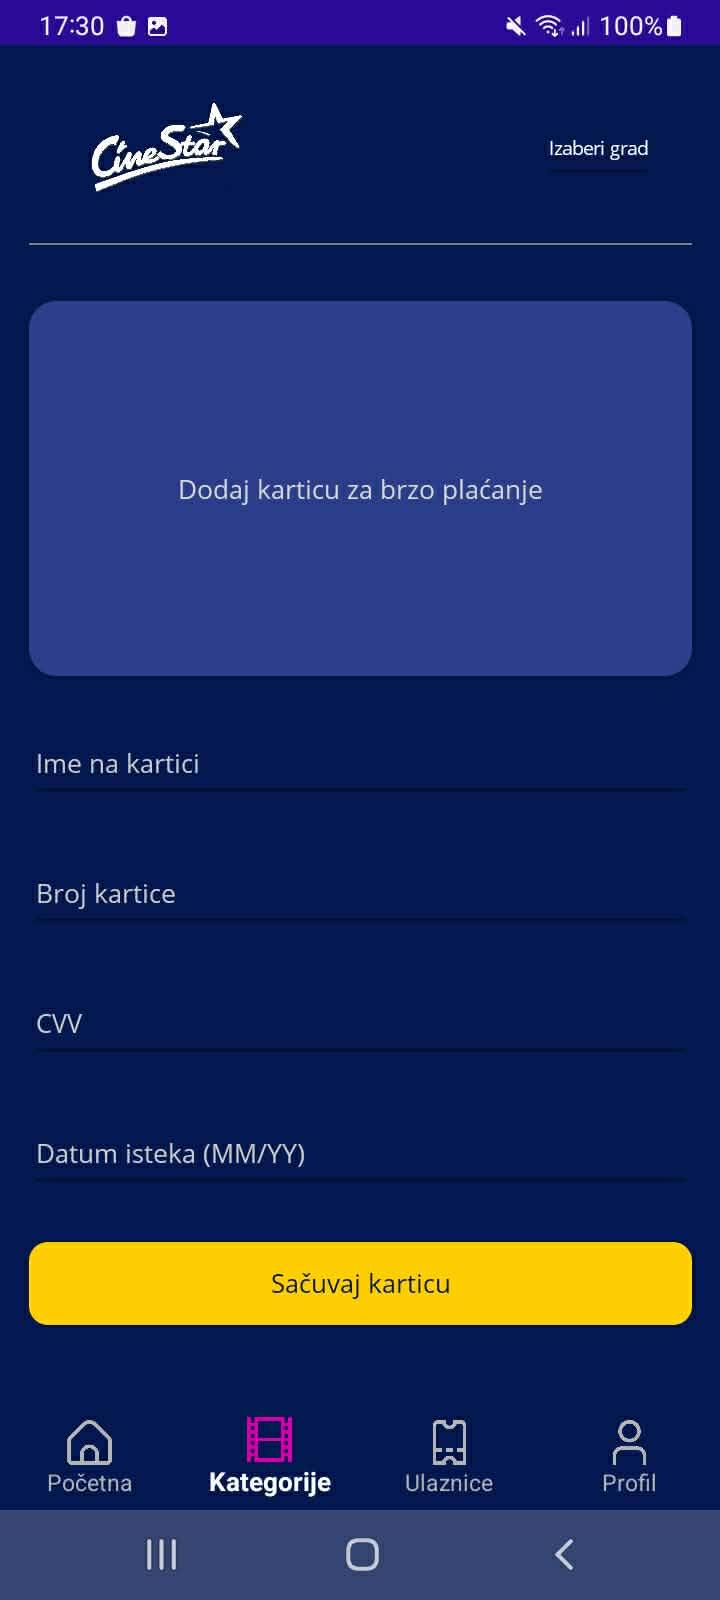 17:30
100%
CineStar
Izaberi grad
Dodaj karticu za brzo plaćanje
Ime na kartici
Broj kartice
CVV
Datum isteka (MM/YY)
Sačuvaj karticu
Početna
Kategorije
Ulaznice
Profil